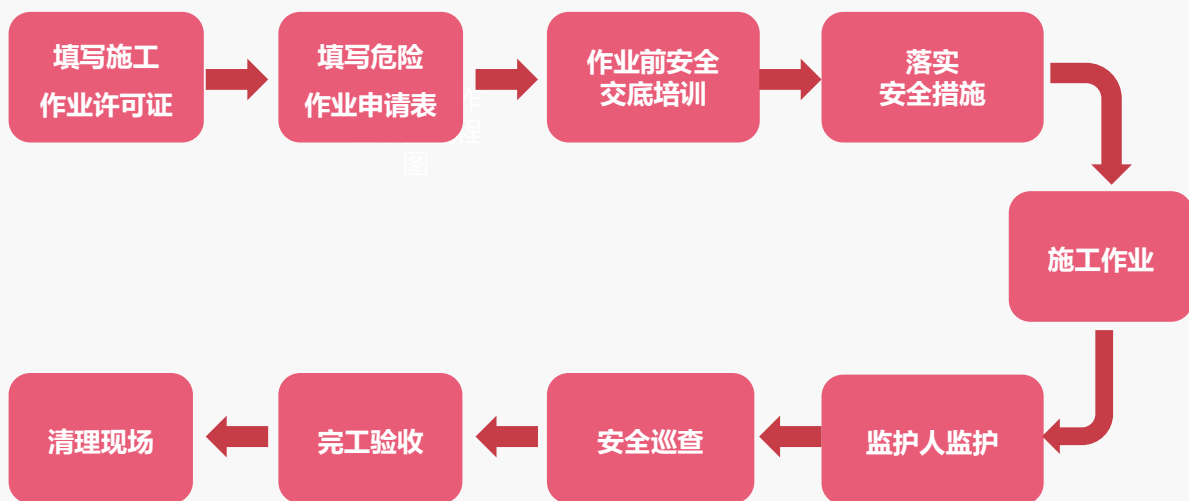 填写施工
作业许可证
填写危险
作业申请表
作业前安全
交底培训
落实
安全措施
图
施工作业
监护人监护
安全巡查
完工验收
清理现场